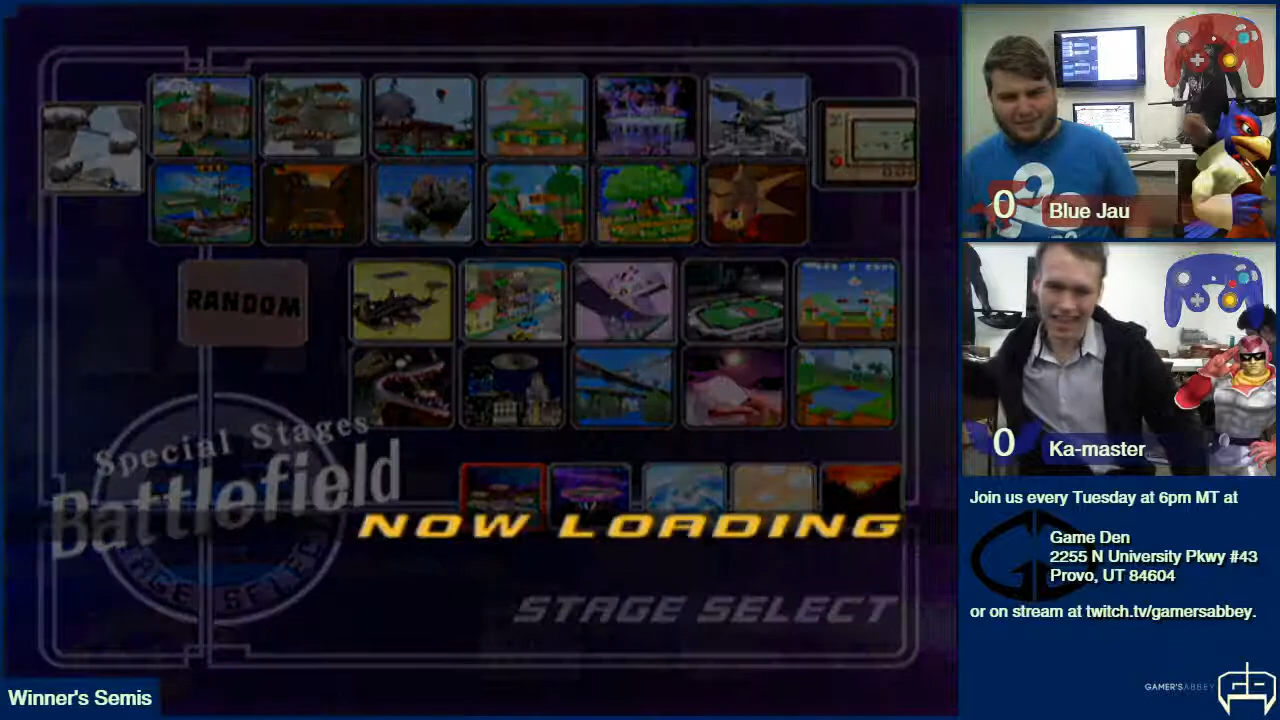 RANDOM
Special Stages
Battlefield
NOW LOADING
STAGE SELECT
Winner's Semis
0 Blue Jau
0 Ka-master
Join us every Tuesday at 6pm MT at
Game Den
2255 N University Pkwy #43
Provo, UT 84604
or on stream at twitch.tv/gamersabbey.
GAMER'SABBEY